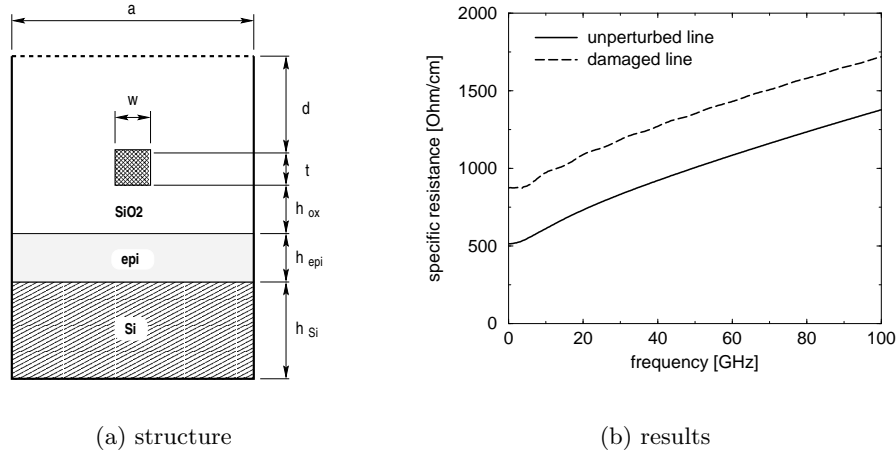 a
w
d
t
SiO2
h ox
epi
h epi
Si
h Si
(a) structure
2000
1750
1500
1000
500
0
specific resistance [Ohm/cm]
unperturbed line
damaged line
0 20 40 60 80 100
frequency [GHz]
(b) results